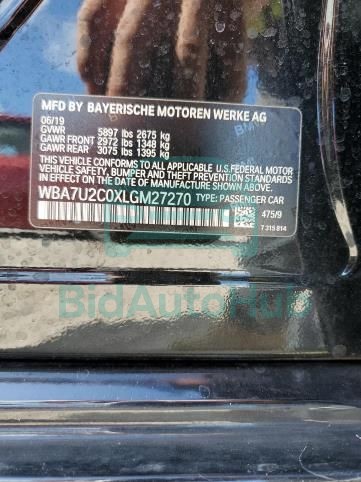 MFD BY BAYERISCHE MOTOREN WERKE AG
06/19
GVWR 5897 lbs 2675 kg
GAWR FRONT 2972 lbs 1348 kg
GAWR REAR 3075 lbs 1395 kg
THIS VEHICLE CONFORMS TO ALL APPLICABLE U.S.FEDERAL MOTOR
VEHICLE SAFETY, BUMPER AND THEFT PREVENTION STANDARDS
IN EFFECT ON THE DATE OF MANUFACTURE SHOWN ABOVE.
WBA7U2C0XLGM27270 TYPE: PASSENGER CAR
475/9
7 315 814
BidAutoHub